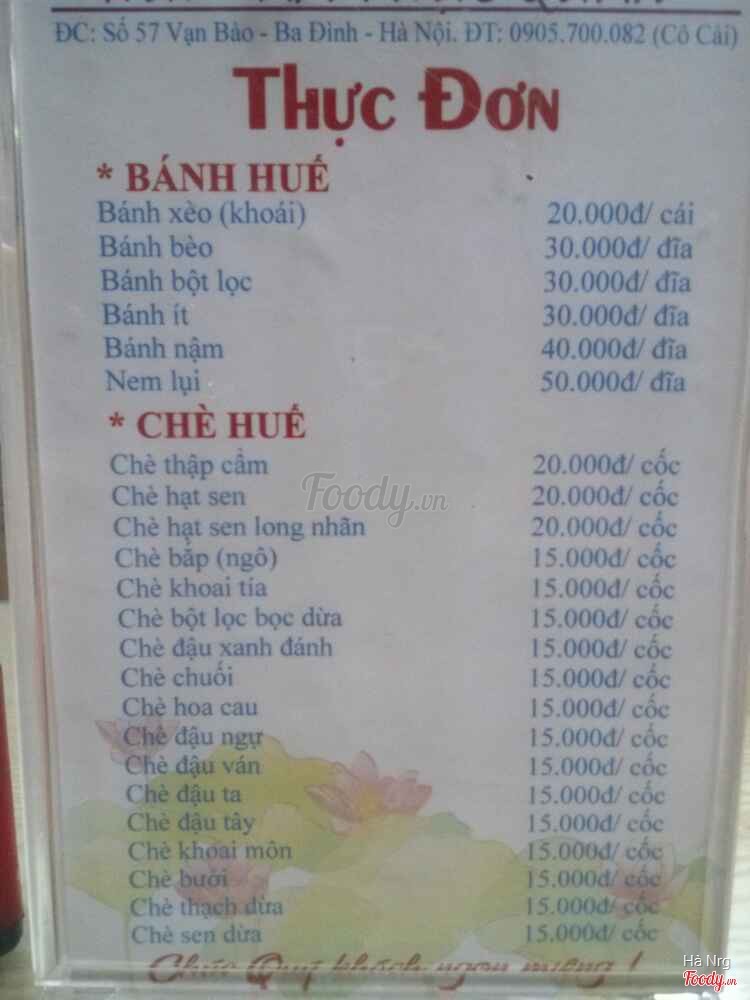 ĐC: Số 57 Vạn Bảo - Ba Đình - Hà Nội. ĐT: 0905.700.082 (Cô Cải)
THỰC ĐƠN
* BÁNH HUẾ
Bánh xèo (khoái) 20.000đ/ cái
Bánh bèo 30.000đ/ đĩa
Bánh bột lọc 30.000đ/ đĩa
Bánh ít 30.000đ/ đĩa
Bánh nậm 40.000đ/ đĩa
Nem lụi 50.000đ/ đĩa
* CHÈ HUẾ
Chè thập cẩm 20.000đ/ cốc
Chè hạt sen 20.000đ/ cốc
Chè hạt sen long nhãn 20.000đ/ cốc
Chè bắp (ngô) 15.000đ/ cốc
Chè khoai tía 15.000đ/ cốc
Chè bột lọc bọc dừa 15.000đ/ cốc
Chè đậu xanh đánh 15.000đ/ cốc
Chè chuối 15.000đ/ cốc
Chè hoa cau 15.000đ/ cốc
Chè đậu ngự 15.000đ/ cốc
Chè đậu ván 15.000đ/ cốc
Chè đậu ta 15.000đ/ cốc
Chè đậu tây 15.000đ/ cốc
Chè khoai môn 15.000đ/ cốc
Chè bưởi 15.000đ/ cốc
Chè thạch dừa 15.000đ/ cốc
Chè sen dừa 15.000đ/ cốc
Chúc Quý khách ngon miệng !
Foody.vn
Hà Nrg
Foody.vn